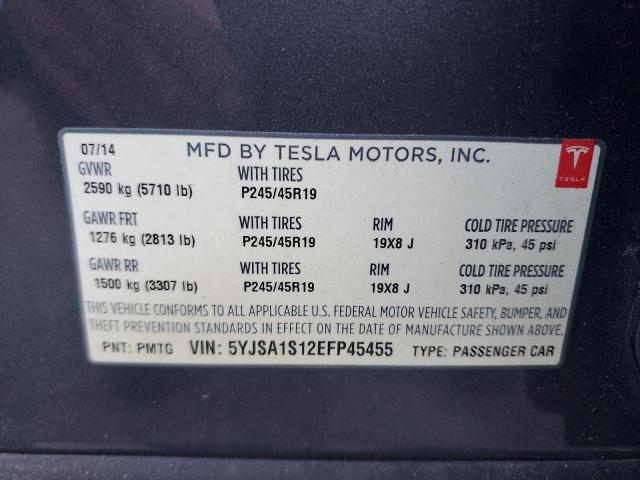 07/14 MFD BY TESLA MOTORS, INC.
TESLA
GVWR WITH TIRES
2590 kg (5710 lb) P245/45R19
GAWR FRT WITH TIRES RIM COLD TIRE PRESSURE
1276 kg (2813 lb) P245/45R19 19X8 J 310 kPa, 45 psi
GAWR RR WITH TIRES RIM COLD TIRE PRESSURE
1500 kg (3307 lb) P245/45R19 19X8 J 310 kPa, 45 psi
THIS VEHICLE CONFORMS TO ALL APPLICABLE U.S. FEDERAL MOTOR VEHICLE SAFETY, BUMPER, AND
THEFT PREVENTION STANDARDS IN EFFECT ON THE DATE OF MANUFACTURE SHOWN ABOVE.
PNT: PMTG VIN: 5YJSA1S12EFP45455 TYPE: PASSENGER CAR